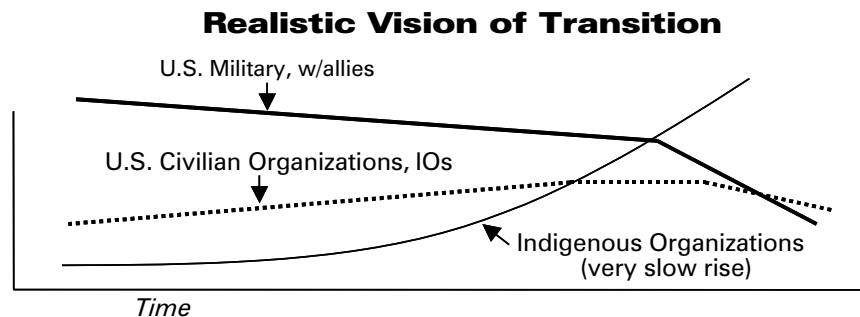 Realistic Vision of Transition
U.S. Military, w/allies
U.S. Civilian Organizations, IOs
Indigenous Organizations
(very slow rise)
Time